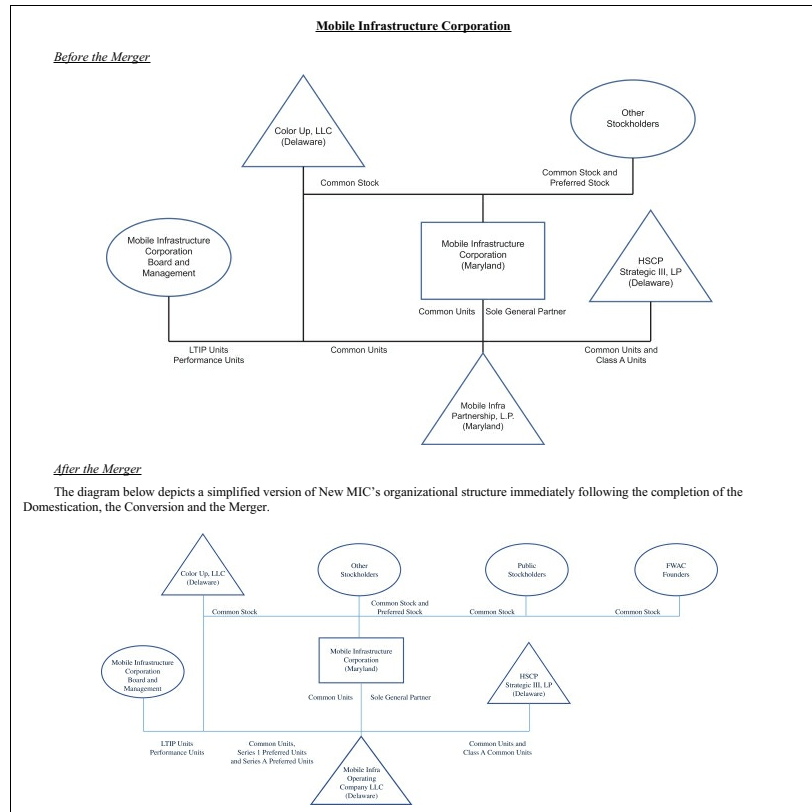 Mobile Infrastructure Corporation
Before the Merger
Color Up, LLC
(Delaware)
Other
Stockholders
Common Stock
Common Stock and
Preferred Stock
Mobile Infrastructure
Corporation
Board and
Management
Mobile Infrastructure
Corporation
(Maryland)
HSCP
Strategic III, LP
(Delaware)
Common Units
Sole General Partner
LTIP Units
Performance Units
Common Units
Common Units and
Class A Units
Mobile Infra
Partnership, L.P.
(Maryland)
After the Merger
The diagram below depicts a simplified version of New MIC’s organizational structure immediately following the completion of the
Domestication, the Conversion and the Merger.
Color Up, LLC
(Delaware)
Other
Stockholders
Public
Stockholders
FWAC
Founders
Common Stock
Common Stock and
Preferred Stock
Common Stock
Common Stock
Mobile Infrastructure
Corporation
Board and
Management
Mobile Infrastructure
Corporation
(Maryland)
HSCP
Strategic III, LP
(Delaware)
Common Units
Sole General Partner
LTIP Units
Performance Units
Common Units,
Series 1 Preferred Units
and Series A Preferred Units
Common Units and
Class A Common Units
Mobile Infra
Operating
Company LLC
(Delaware)